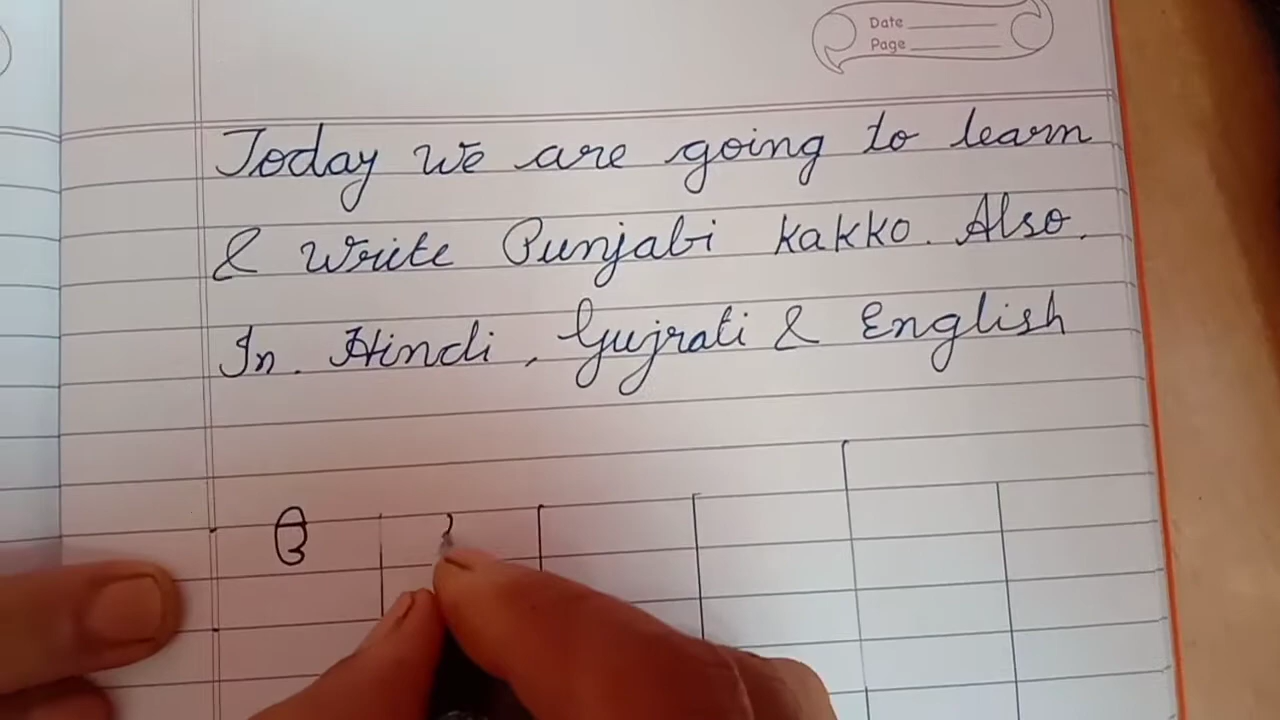 Date
Page
Today we are going to learn
& write Punjabi kakko. Also.
In. Hindi, Gujrati & English
ੳ